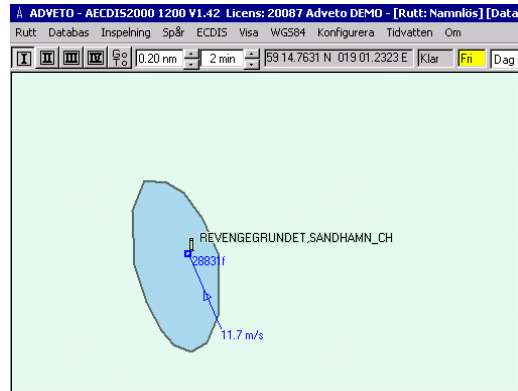 ADVETO - AECDIS2000 1200 V1.42 Licens: 20087 Adveto DEMO - [Rutt: Namnlös] [Data
Rutt Databas Inspelning Spår ECDIS Visa WGS84 Konfigurera Tidvatten Om
I II III IV Go To 0.20 nm 2 min 59 14.7631 N 019 01.2323 E Klar Fri Dag
REVENGEGRUNDET,SANDHAMN_CH
28831f
11.7 m/s